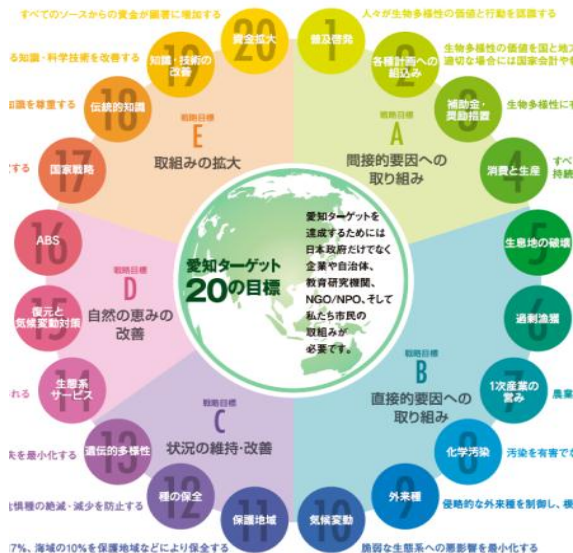 すべてのソースからの資金が顕著に増加する
人々が生物多様性の価値と行動を認識する
20
資金拡大
1
普及啓発
19
知識・技術の
改善
2
各種計画への
組込み
生物多様性の価値を国と地方
適切な場合には国家会計や
る知識・科学技術を改善する
18
伝統的知識
3
補助金・
奨励措置
生物多様性に有
知識を尊重する
17
国家戦略
4
消費と生産
すべ
持続
する
戦略目標
E
取組みの拡大
戦略目標
A
間接的要因への
取り組み
16
ABS
5
生息地の破壊
愛知ターゲット
20の目標
愛知ターゲットを
達成するためには
日本政府だけでなく
企業や自治体、
教育研究機関、
NGO/NPO、そして
私たち市民の
取組みが
必要です。
戦略目標
D
自然の恵みの
改善
15
復元と
気候変動対策
6
過剰漁獲
戦略目標
B
直接的要因への
取り組み
14
生態系
サービス
れる
7
1次産業の
営み
農業
戦略目標
C
状況の維持・改善
13
遺伝的多様性
失を最小化する
8
化学汚染
汚染を有害でな
12
種の保全
惧種の絶滅・減少を防止する
9
外来種
侵略的な外来種を制御し、根
11
保護地域
17%、海域の10%を保護地域などにより保全する
10
気候変動
脆弱な生態系への悪影響を最小化する